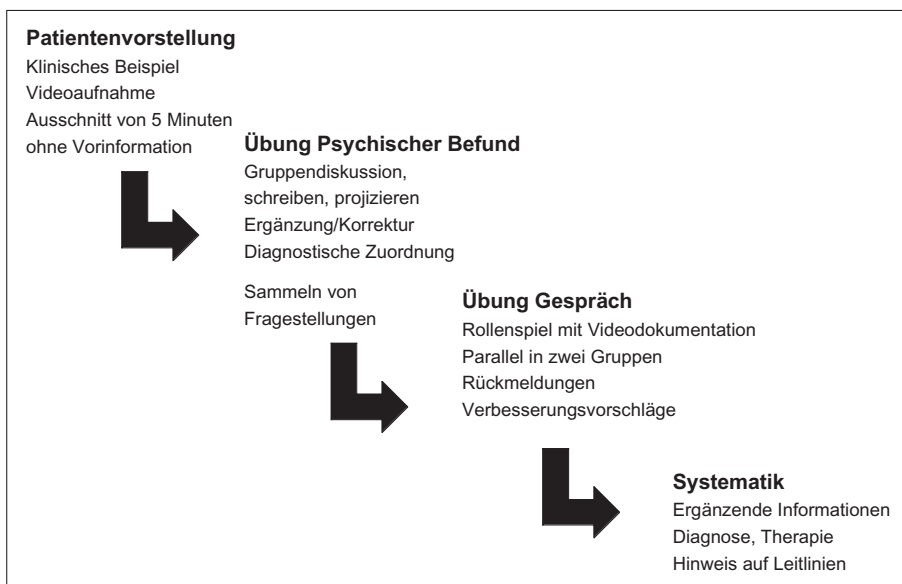 Patientenvorstellung
Klinisches Beispiel
Videoaufnahme
Ausschnitt von 5 Minuten
ohne Vorinformation
Übung Psychischer Befund
Gruppendiskussion,
schreiben, projizieren
Ergänzung/Korrektur
Diagnostische Zuordnung
Sammeln von
Fragestellungen
Übung Gespräch
Rollenspiel mit Videodokumentation
Parallel in zwei Gruppen
Rückmeldungen
Verbesserungsvorschläge
Systematik
Ergänzende Informationen
Diagnose, Therapie
Hinweis auf Leitlinien